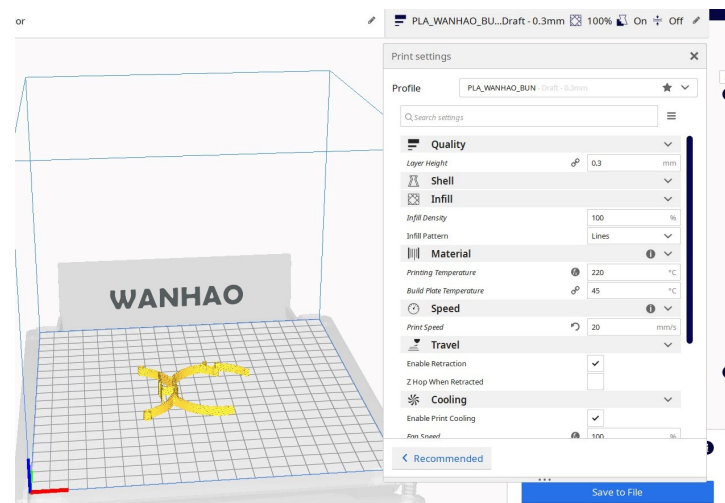 or
PLA_WANHAO_BU...Draft - 0.3mm 100% On Off
Print settings
Profile PLA_WANHAO_BUN - Draft - 0.3mm
Search settings
Quality
Layer Height 0.3 mm
Shell
Infill
Infill Density 100 %
Infill Pattern Lines
Material
Printing Temperature 220 °C
Build Plate Temperature 45 °C
Speed
Print Speed 20 mm/s
Travel
Enable Retraction
Z Hop When Retracted
Cooling
Enable Print Cooling
Fan Speed 100 %
Recommended
Save to File
WANHAO